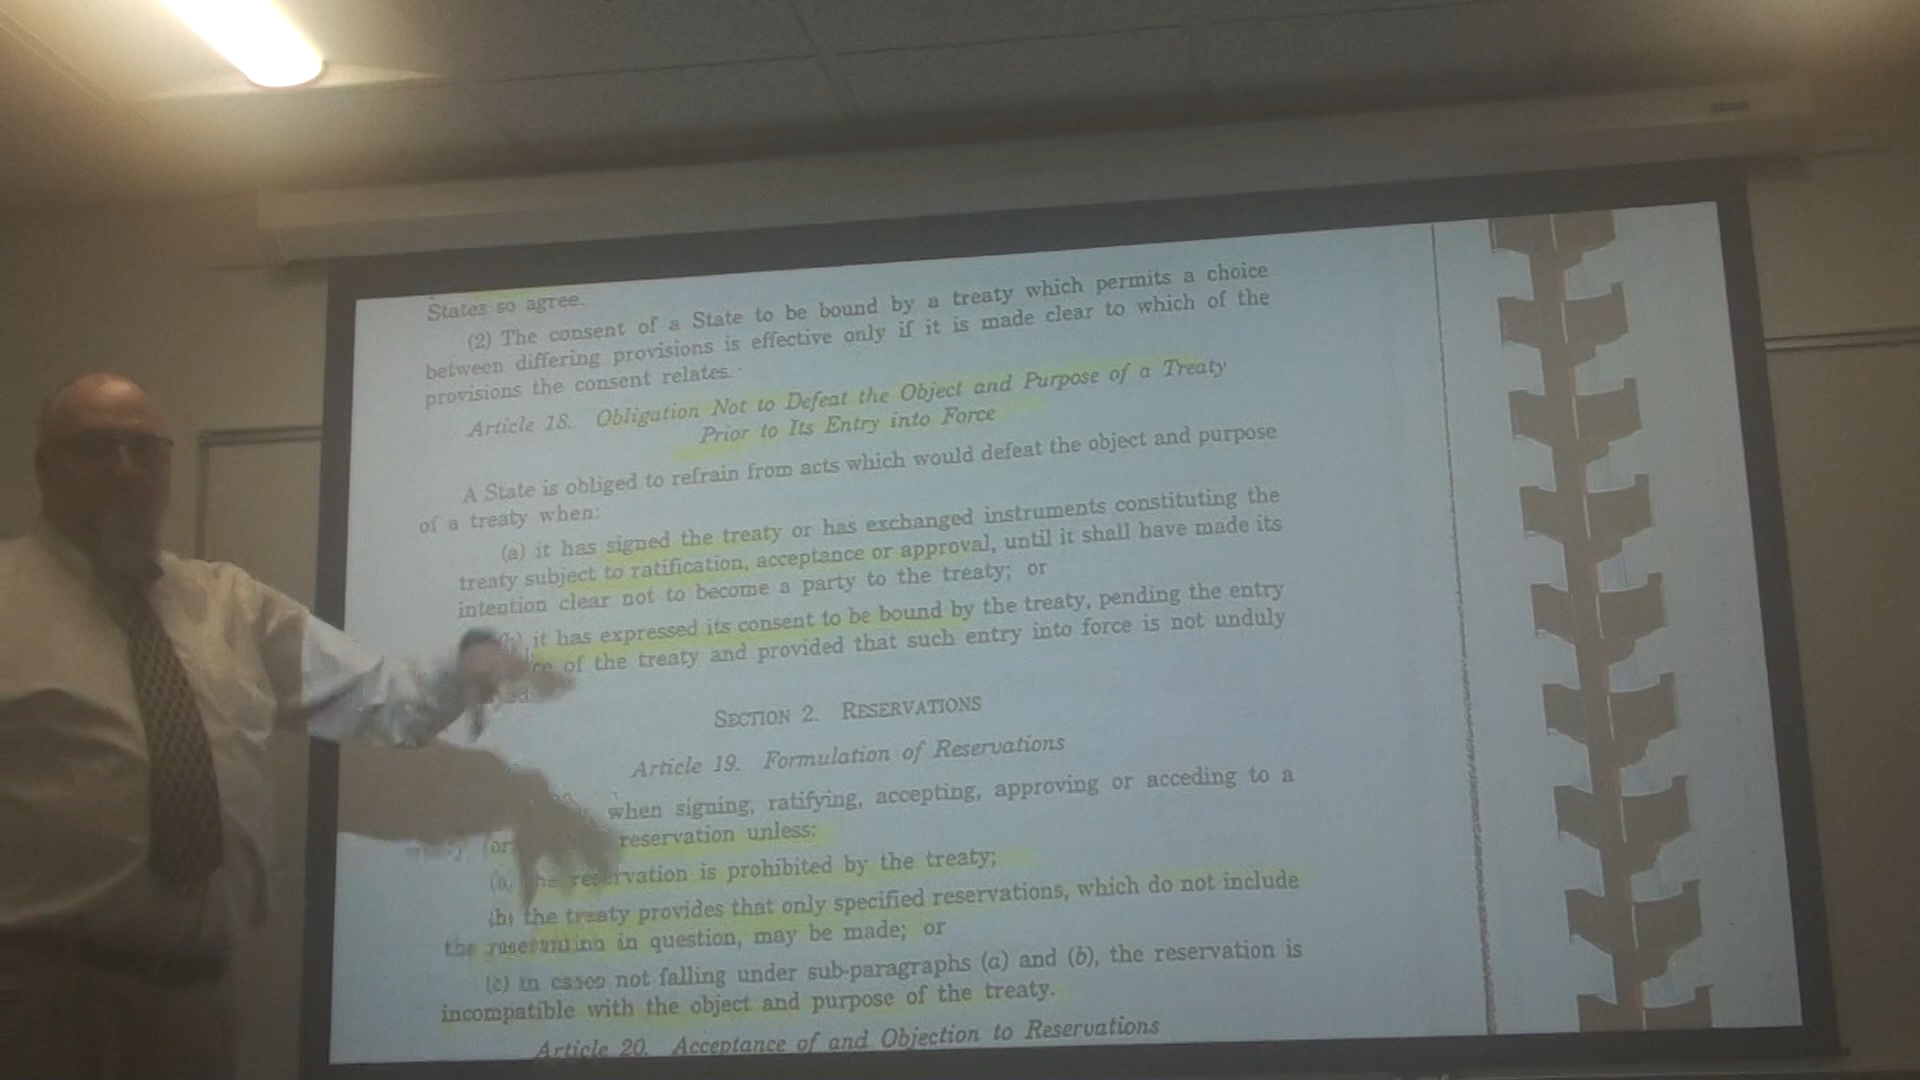 States so agree.
(2) The consent of a State to be bound by a treaty which permits a choice
between differing provisions is effective only if it is made clear to which of the
provisions the consent relates.
Article 18. Obligation Not to Defeat the Object and Purpose of a Treaty
Prior to Its Entry into Force
A State is obliged to refrain from acts which would defeat the object and purpose
of a treaty when:
(a) it has signed the treaty or has exchanged instruments constituting the
treaty subject to ratification, acceptance or approval, until it shall have made its
intention clear not to become a party to the treaty; or
(b) it has expressed its consent to be bound by the treaty, pending the entry
of the treaty and provided that such entry into force is not unduly
SECTION 2. RESERVATIONS
Article 19. Formulation of Reservations
when signing, ratifying, accepting, approving or acceding to a
reservation unless:
reservation is prohibited by the treaty;
(b) the treaty provides that only specified reservations, which do not include
the reservation in question, may be made; or
(c) in cases not falling under sub-paragraphs (a) and (b), the reservation is
incompatible with the object and purpose of the treaty.
Article 20. Acceptance of and Objection to Reservations